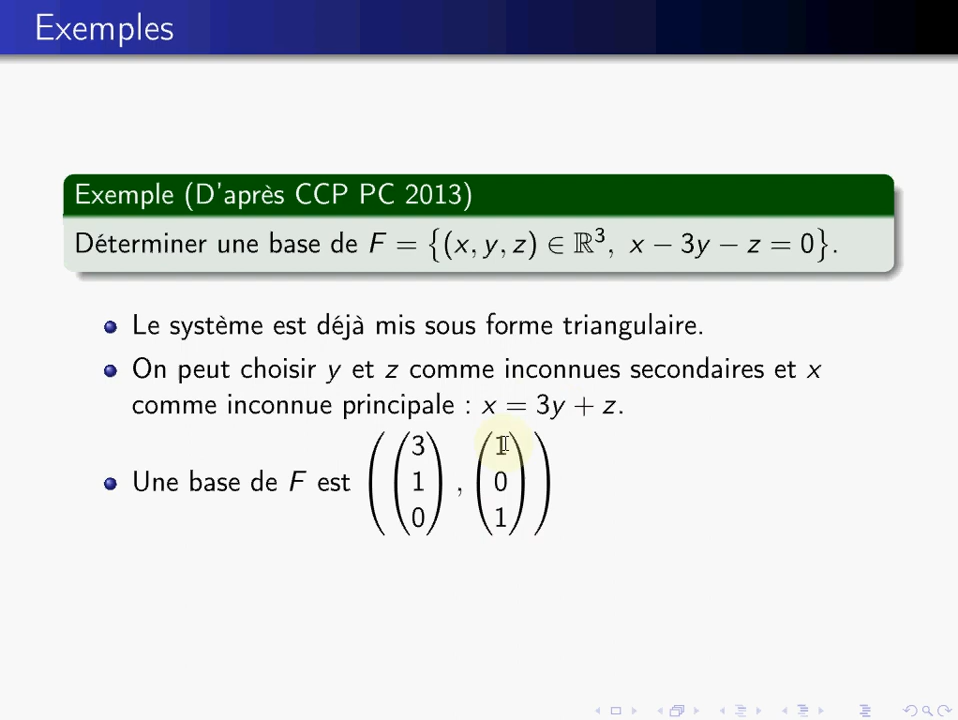 Exemples
Exemple (D'après CCP PC 2013)
Déterminer une base de F = {(x, y, z) ∈ ℝ³, x − 3y − z = 0}.
Le système est déjà mis sous forme triangulaire.
On peut choisir y et z comme inconnues secondaires et x
comme inconnue principale : x = 3y + z.
Une base de F est ((3 1 0), (1 0 1))